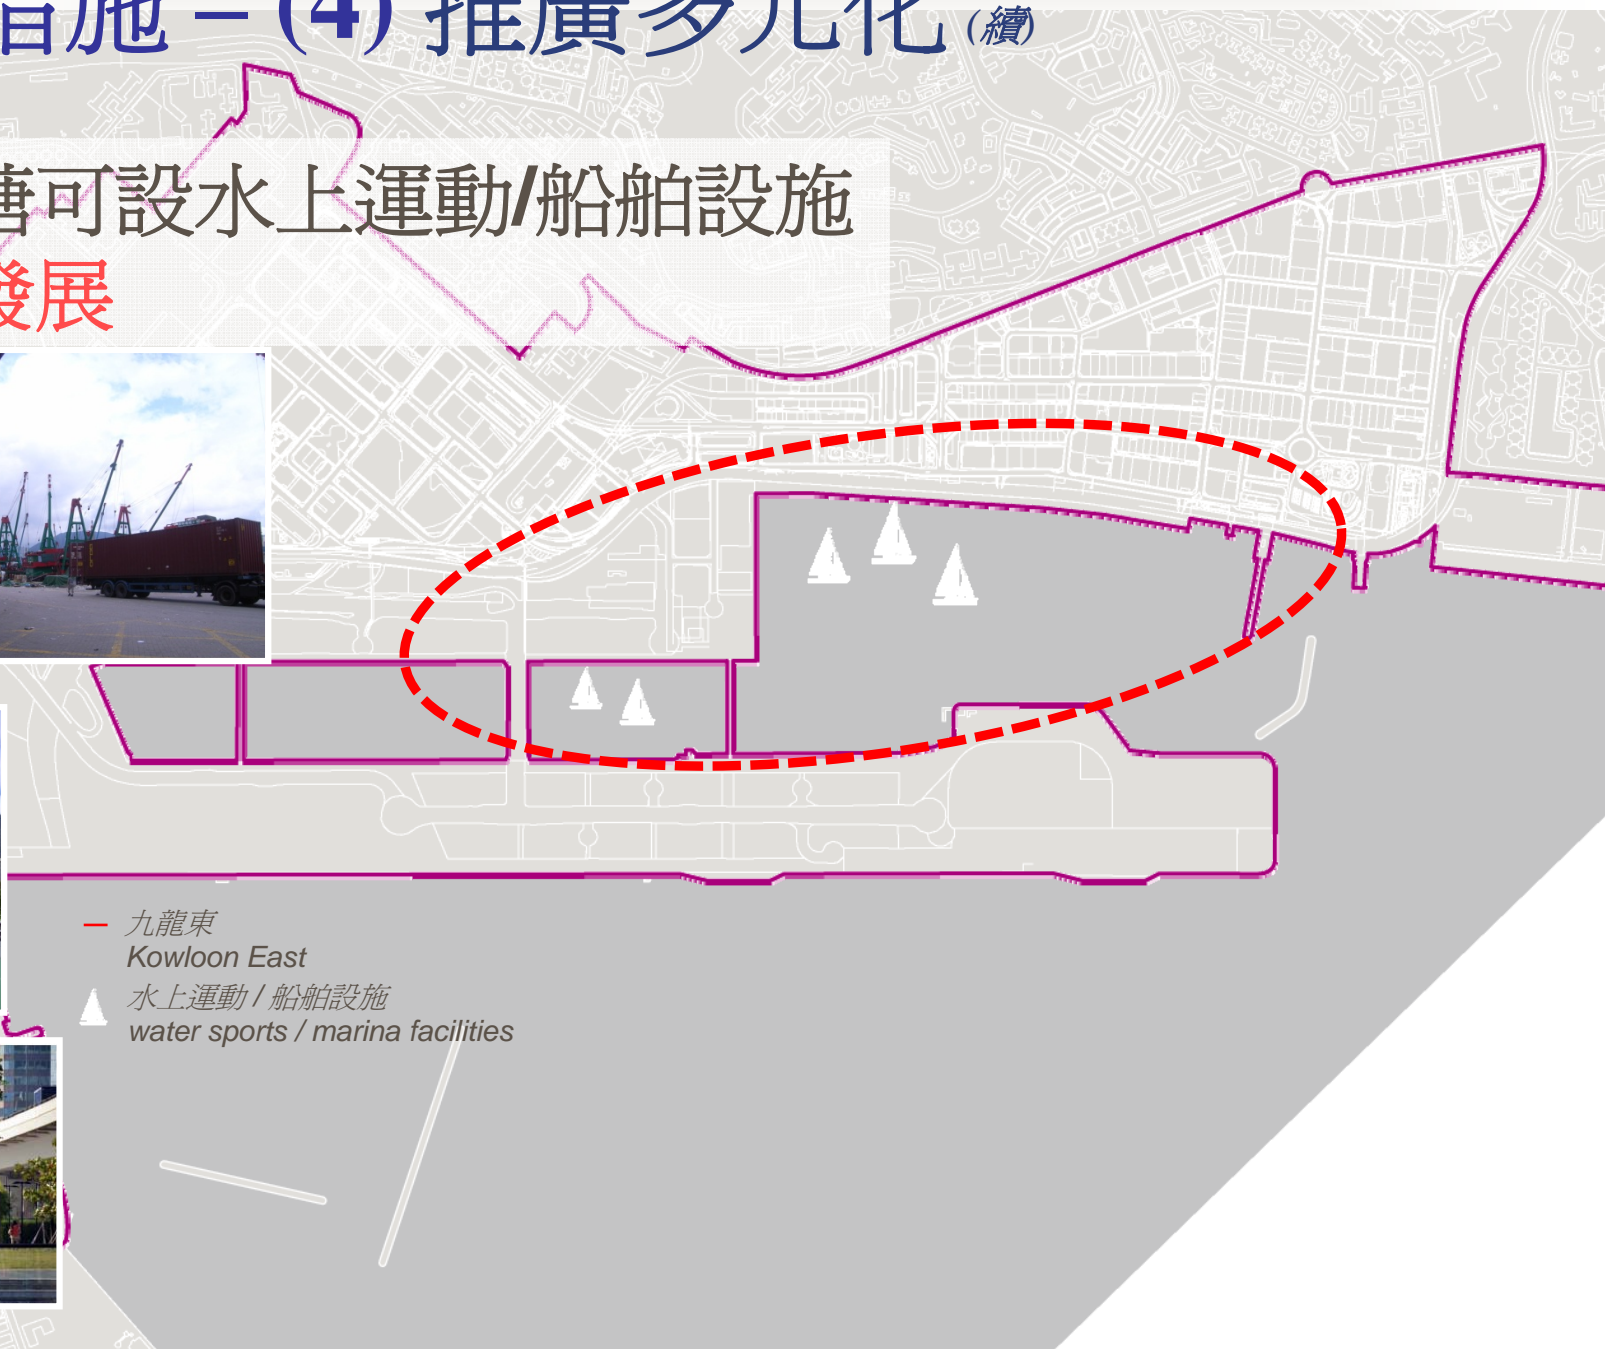 措施 – (4) 推廣多元化 (續)
塘可設水上運動/船舶設施
發展
九龍東
Kowloon East
水上運動 / 船舶設施
water sports / marina facilities